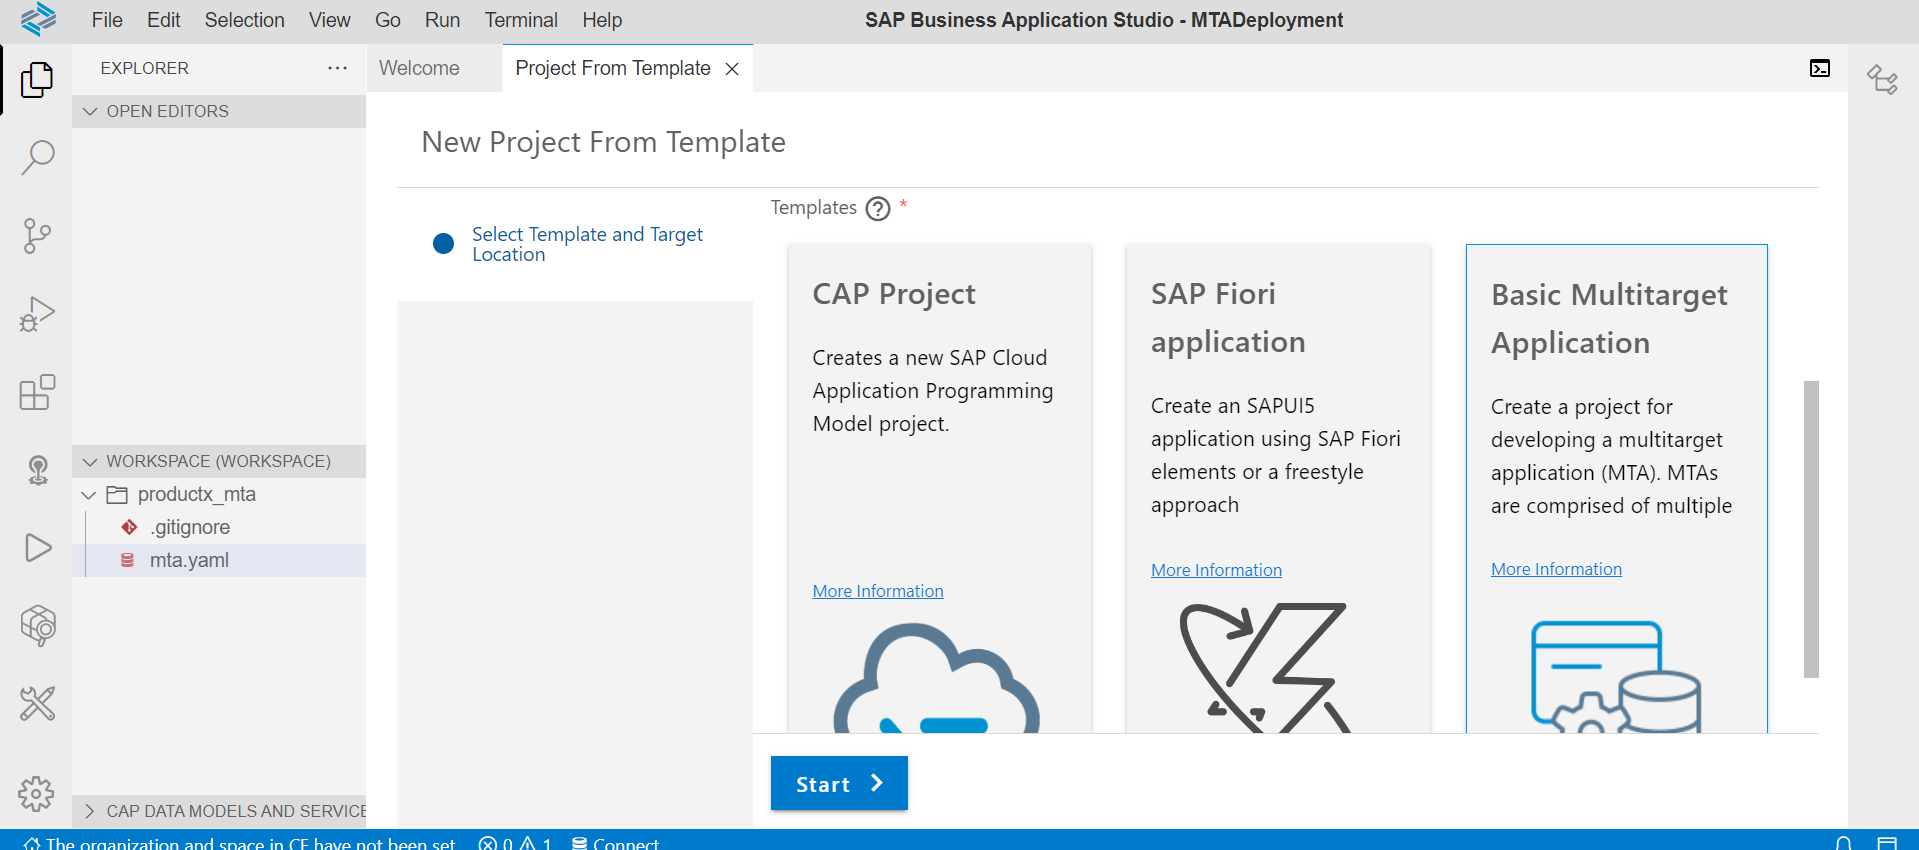 File Edit Selection View Go Run Terminal Help SAP Business Application Studio - MTADeployment
EXPLORER ...
Welcome Project From Template
OPEN EDITORS
New Project From Template
Select Template and Target
Location
Templates ? *
CAP Project
Creates a new SAP Cloud
Application Programming
Model project.
More Information
SAP Fiori
application
Create an SAPUI5
application using SAP Fiori
elements or a freestyle
approach
More Information
Basic Multitarget
Application
Create a project for
developing a multitarget
application (MTA). MTAs
are comprised of multiple
More Information
WORKSPACE (WORKSPACE)
productx_mta
.gitignore
mta.yaml
Start
CAP DATA MODELS AND SERVICE
The organization and space in CF have not been set 0 1 Connect